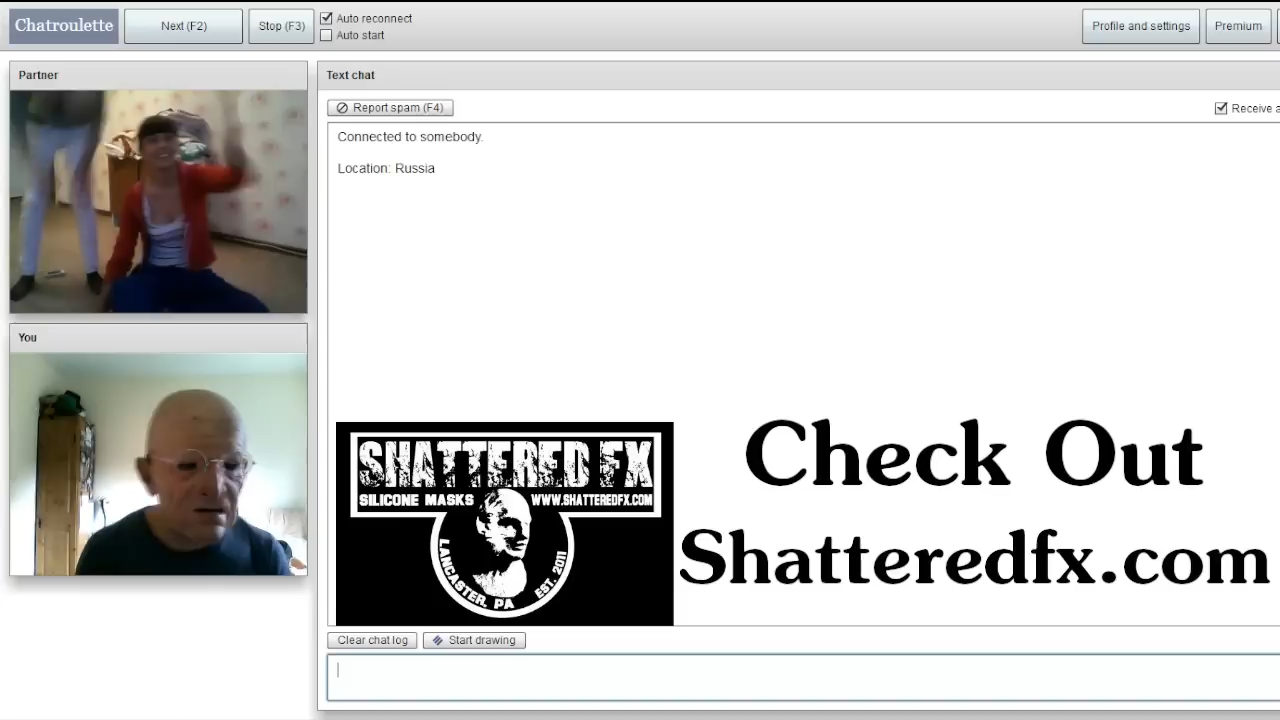 Chatroulette
Next (F2)
Stop (F3)
Auto reconnect
Auto start
Profile and settings
Premium
Partner
Text chat
Report spam (F4)
Receive a
Connected to somebody.
Location: Russia
You
SHATTERED FX
SILICONE MASKS
WWW.SHATTEREDFX.COM
LANCASTER, PA
EST. 2011
Check Out
Shatteredfx.com
Clear chat log
Start drawing